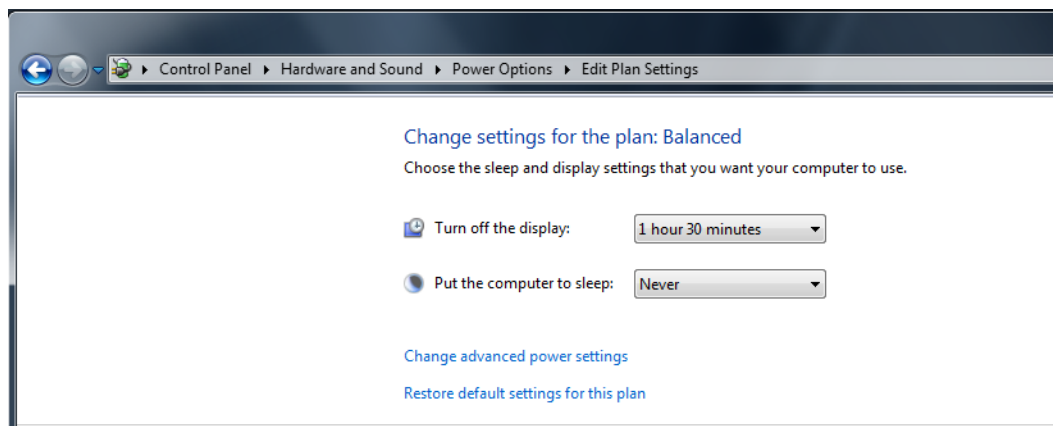 Control Panel ▸ Hardware and Sound ▸ Power Options ▸ Edit Plan Settings
Change settings for the plan: Balanced
Choose the sleep and display settings that you want your computer to use.
Turn off the display: 1 hour 30 minutes
Put the computer to sleep: Never
Change advanced power settings
Restore default settings for this plan